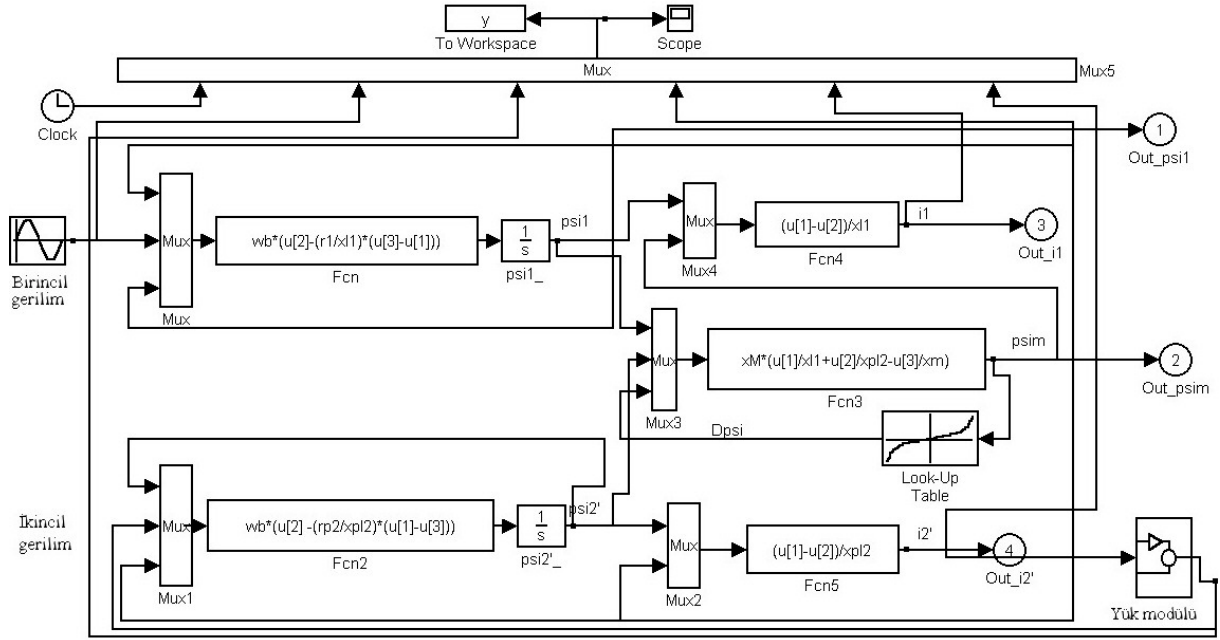 y
To Workspace
Scope
Mux
Mux5
Clock
1
Out_psi1
Birincil
gerilim
Mux
Mux
wb*(u[2]-(r1/xl1)*(u[3]-u[1]))
Fcn
1
s
psi1_
psi1
Mux
Mux4
(u[1]-u[2])/xl1
Fcn4
i1
3
Out_i1
Mux
Mux3
xM*(u[1]/xl1+u[2]/xpl2-u[3]/xm)
Fcn3
psim
2
Out_psim
Dpsi
Look-Up
Table
İkincil
gerilim
Mux
Mux1
wb*(u[2] -(rp2/xpl2)*(u[1]-u[3]))
Fcn2
1
s
psi2'_
psi2'
Mux
Mux2
(u[1]-u[2])/xpl2
Fcn5
i2'
4
Out_i2'
Yük modülü